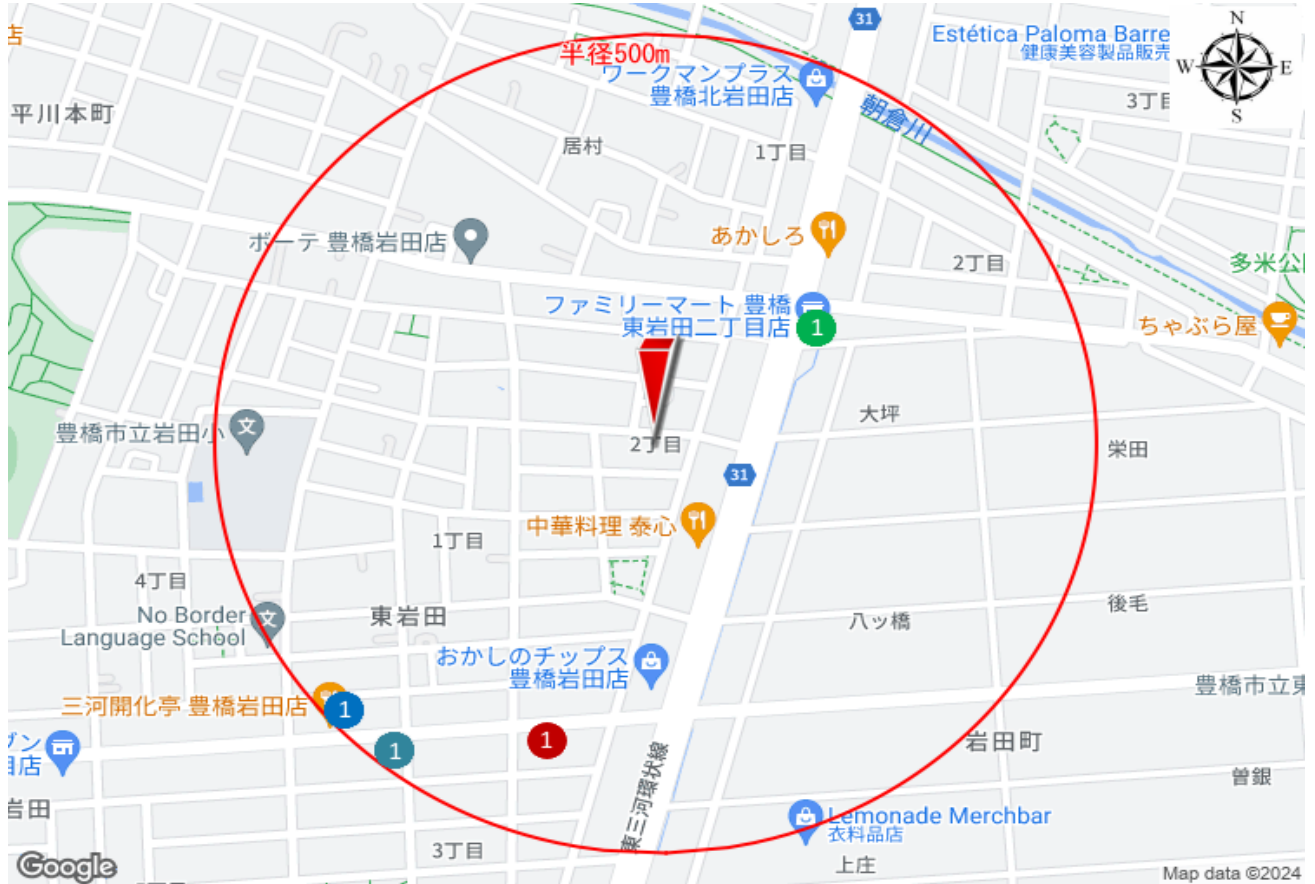 店
31
Estética Paloma Barre
健康美容製品販売
N
W
E
S
半径500m
ワークマンプラス
豊橋北岩田店
平川本町
3丁目
朝倉川
居村
1丁目
ボーテ 豊橋岩田店
あかしろ
2丁目
多米公
ファミリーマート 豊橋
東岩田二丁目店
1
ちゃぶら屋
豊橋市立岩田小
文
2丁目
大坪
栄田
31
中華料理 泰心
1丁目
4丁目
No Border
Language School
文
東岩田
八ッ橋
後毛
おかしのチップス
豊橋岩田店
三河開化亭 豊橋岩田店
1
豊橋市立東
ブン
目店
1
1
岩田町
東三河環状線
曽銀
岩田
Lemonade Merchbar
衣料品店
3丁目
上庄
Google
Map data ©2024